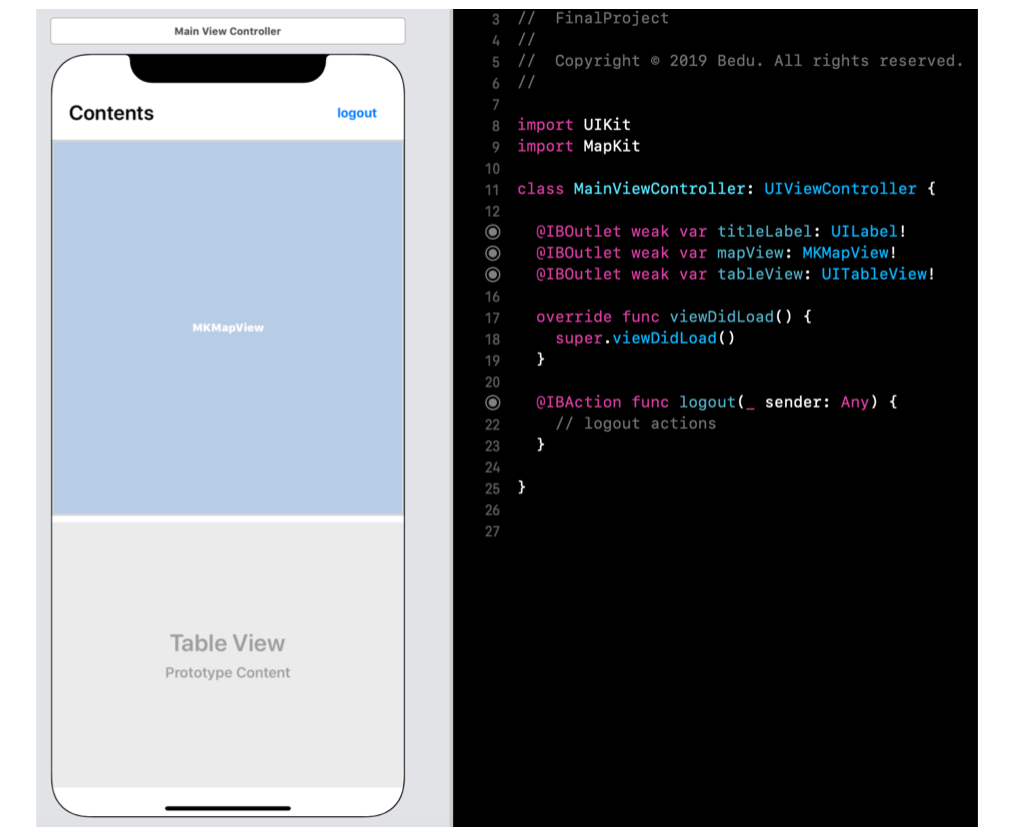 Main View Controller
Contents
logout
MKMapView
Table View
Prototype Content
3 //  FinalProject
4 //
5 //  Copyright © 2019 Bedu. All rights reserved.
6 //
7
8 import UIKit
9 import MapKit
10
11 class MainViewController: UIViewController {
12
@IBOutlet weak var titleLabel: UILabel!
@IBOutlet weak var mapView: MKMapView!
@IBOutlet weak var tableView: UITableView!
16
17 override func viewDidLoad() {
18 super.viewDidLoad()
19 }
20
@IBAction func logout(_ sender: Any) {
22 // logout actions
23 }
24
25 }
26
27